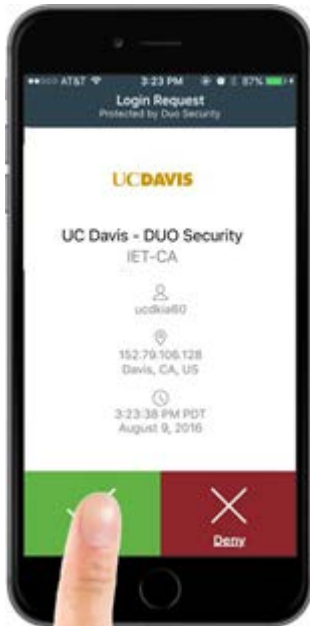 AT&T 3:23 PM 87%
Login Request
Protected by Duo Security
UCDAVIS
UC Davis - DUO Security
IET-CA
ucdkia60
152.79.106.128
Davis, CA, US
3:23:38 PM PDT
August 9, 2016
Deny